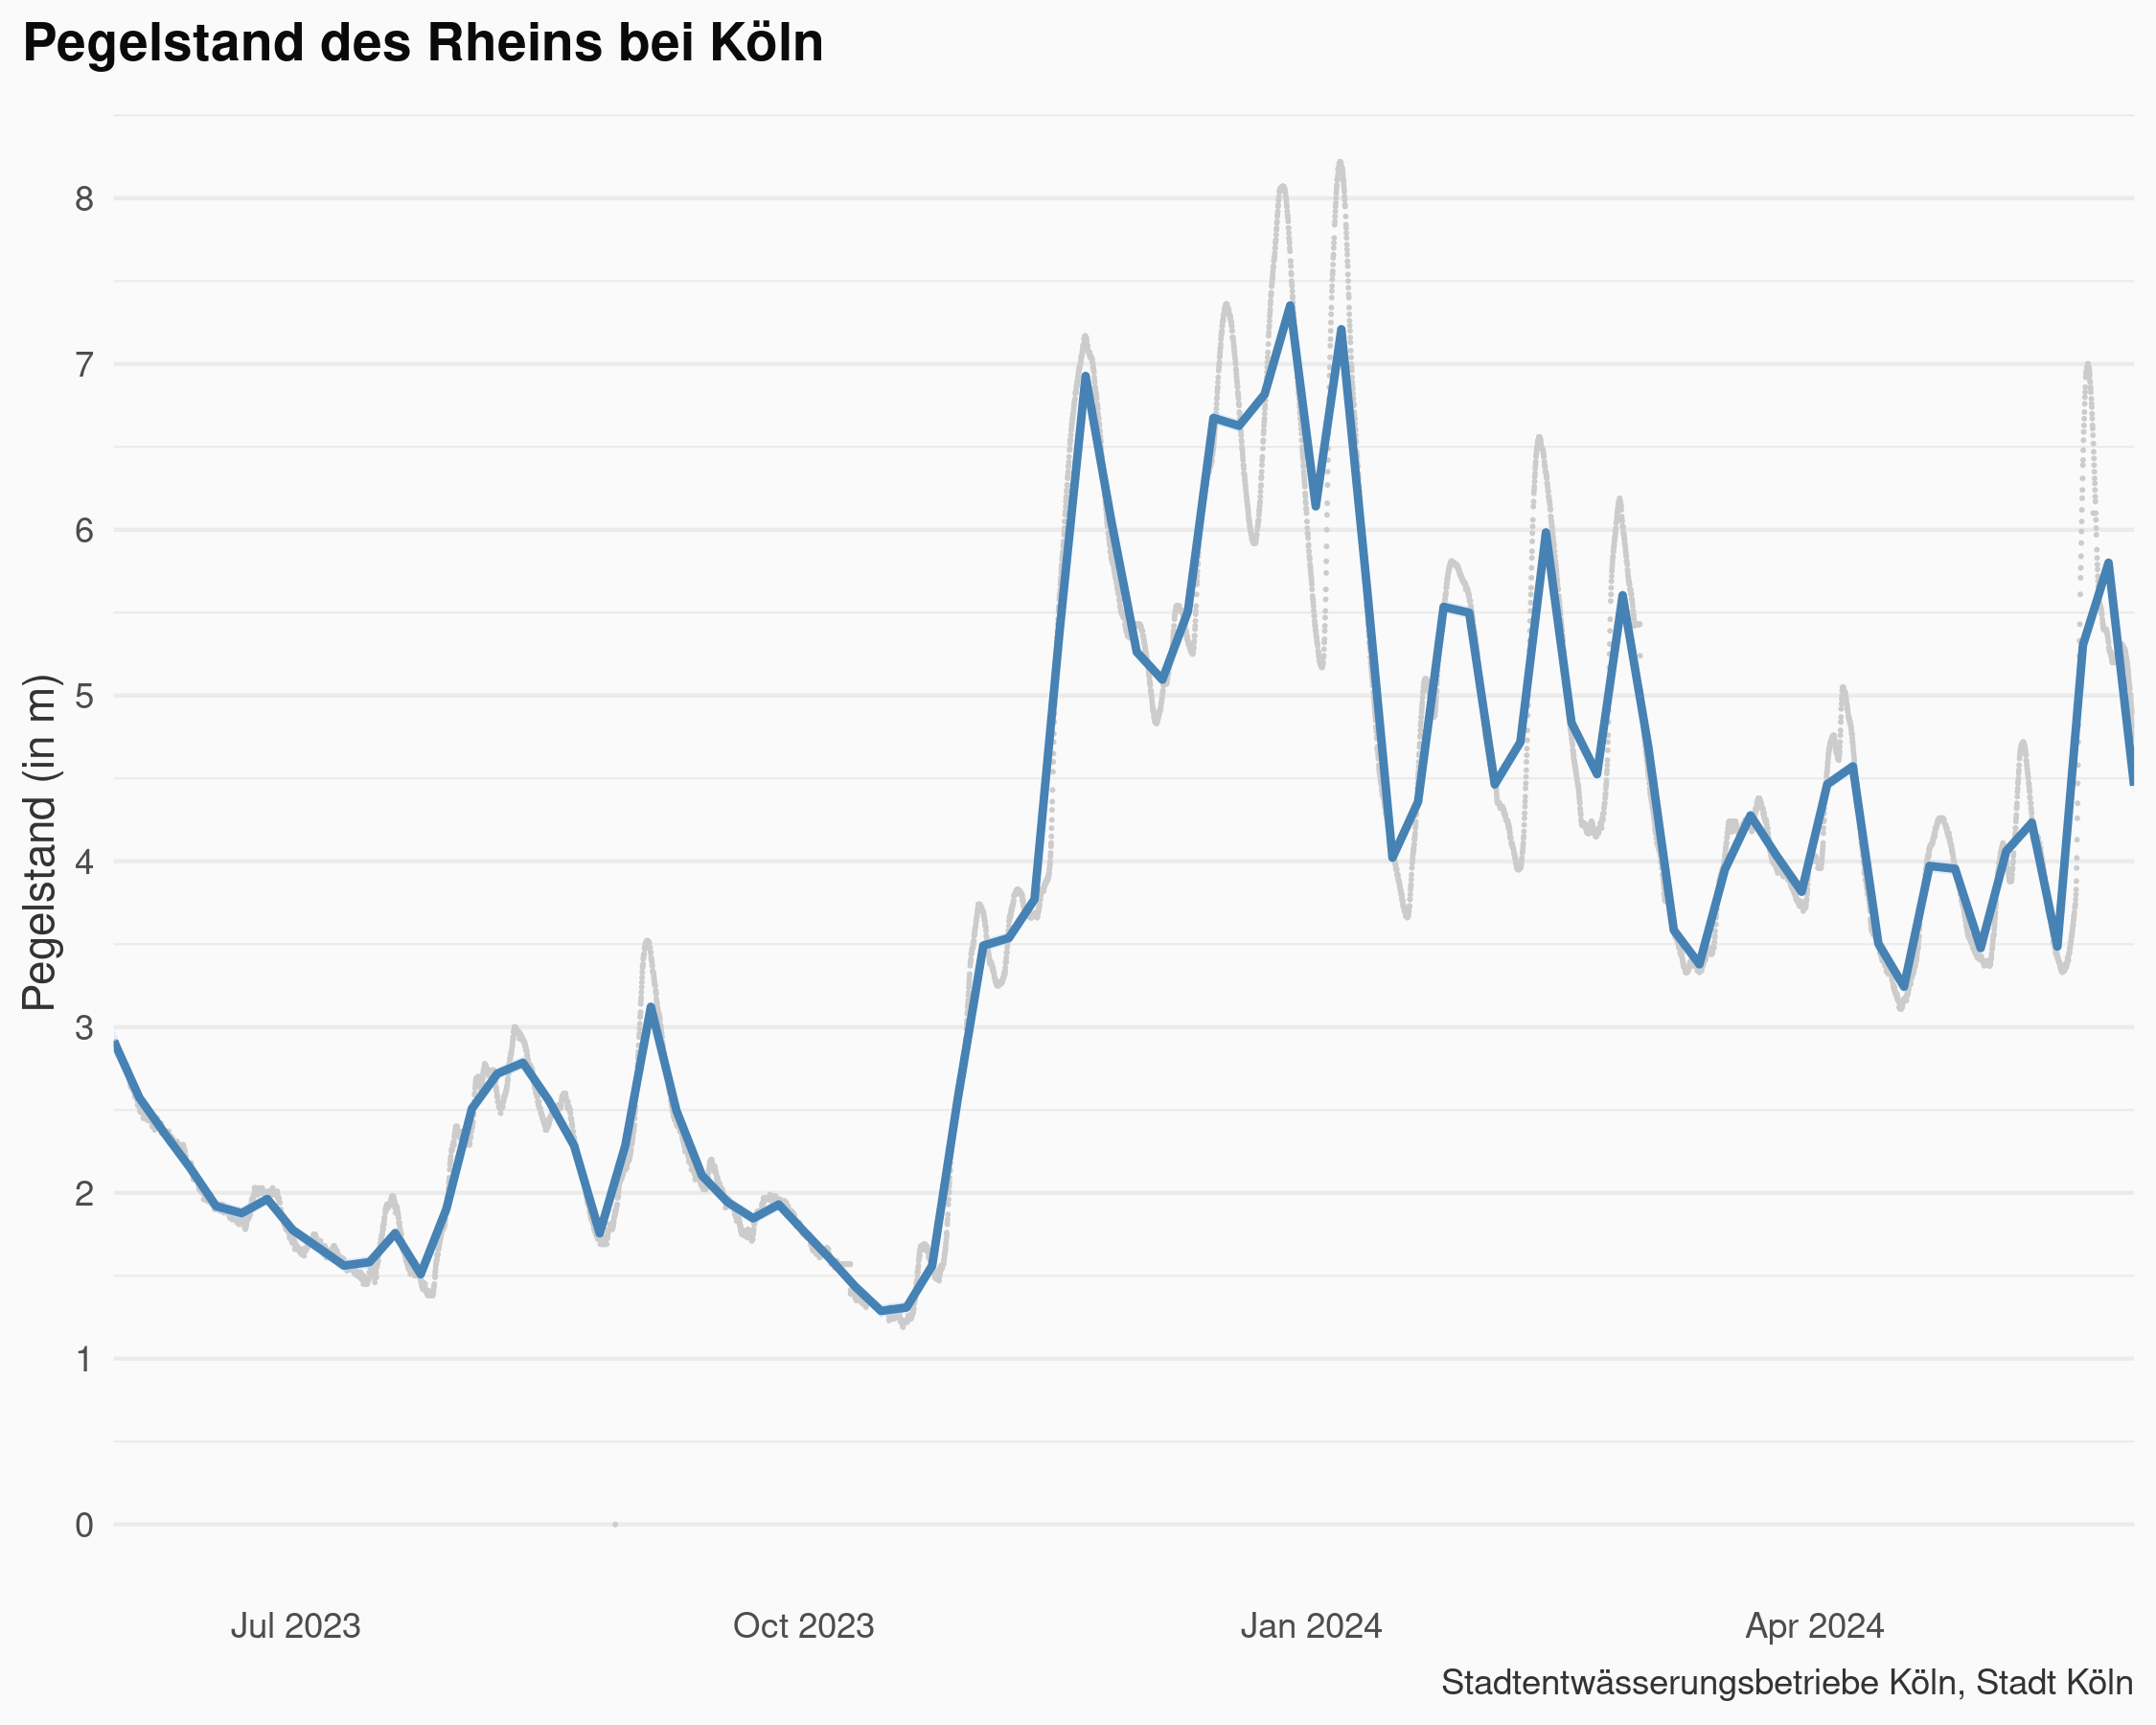 Pegelstand des Rheins bei Köln
Pegelstand (in m)
8
7
6
5
4
3
2
1
0
Jul 2023
Oct 2023
Jan 2024
Apr 2024
Stadtentwässerungsbetriebe Köln, Stadt Köln